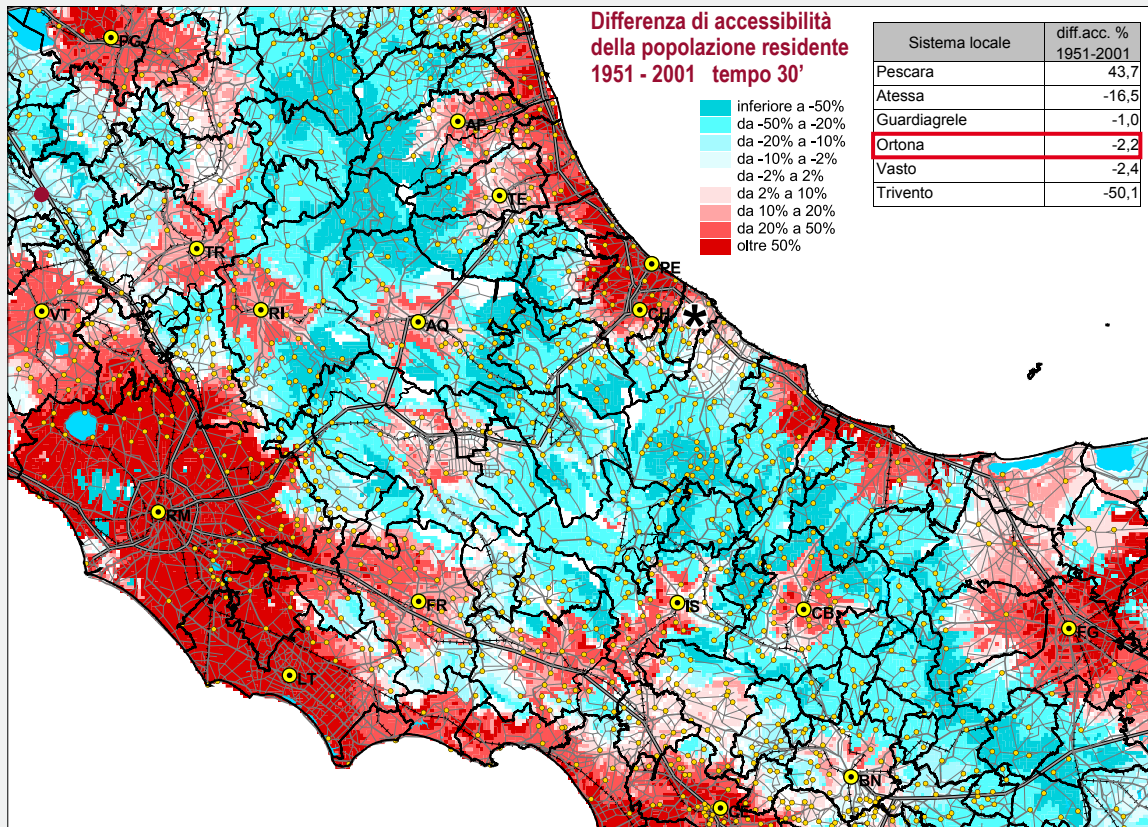 Differenza di accessibilità
della popolazione residente
1951 - 2001 tempo 30’
inferiore a -50%
da -50% a -20%
da -20% a -10%
da -10% a -2%
da -2% a 2%
da 2% a 10%
da 10% a 20%
da 20% a 50%
oltre 50%
Sistema locale diff.acc. % 1951-2001
Pescara 43,7
Atessa -16,5
Guardiagrele -1,0
Ortona -2,2
Vasto -2,4
Trivento -50,1
PG
AP
TE
TR
PE
VT
RI
AQ
CH
*
RM
FR
IS
CB
FG
LT
BN
CE